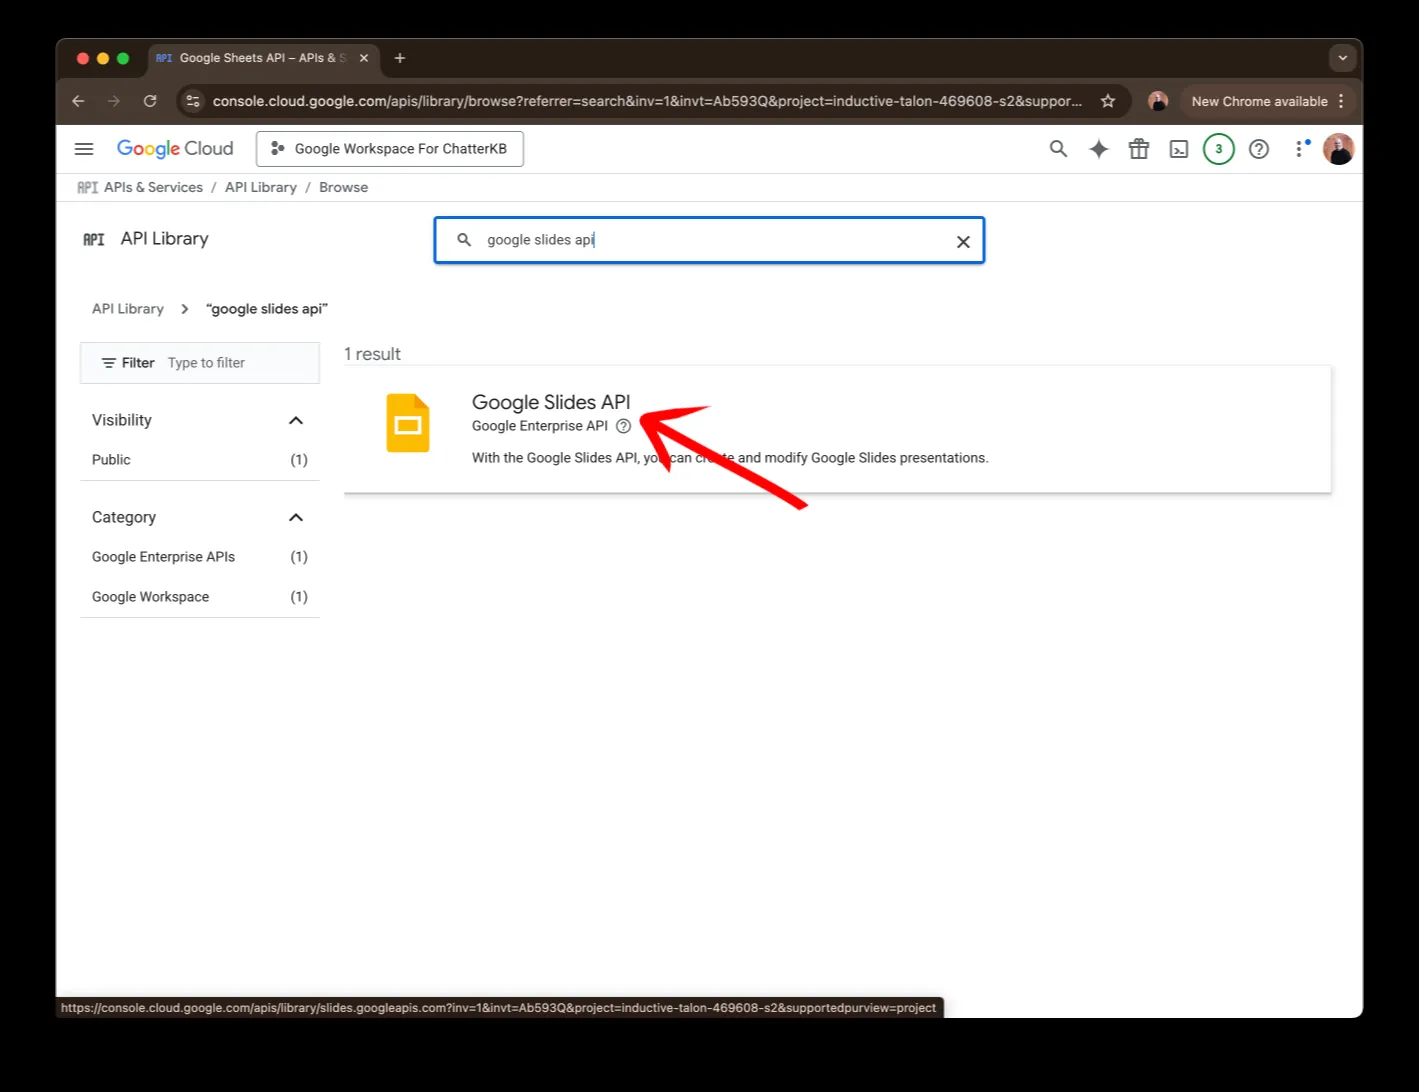 API Google Sheets API – APIs & S
console.cloud.google.com/apis/library/browse?referrer=search&inv=1&invt=Ab593Q&project=inductive-talon-469608-s2&suppor...
New Chrome available
Google Cloud
Google Workspace For ChatterKB
3
API APIs & Services / API Library / Browse
API API Library
google slides api
API Library
“google slides api”
Filter Type to filter
1 result
Google Slides API
Google Enterprise API
With the Google Slides API, you can create and modify Google Slides presentations.
Visibility
Public (1)
Category
Google Enterprise APIs (1)
Google Workspace (1)
https://console.cloud.google.com/apis/library/slides.googleapis.com?inv=1&invt=Ab593Q&project=inductive-talon-469608-s2&supportedpurview=project